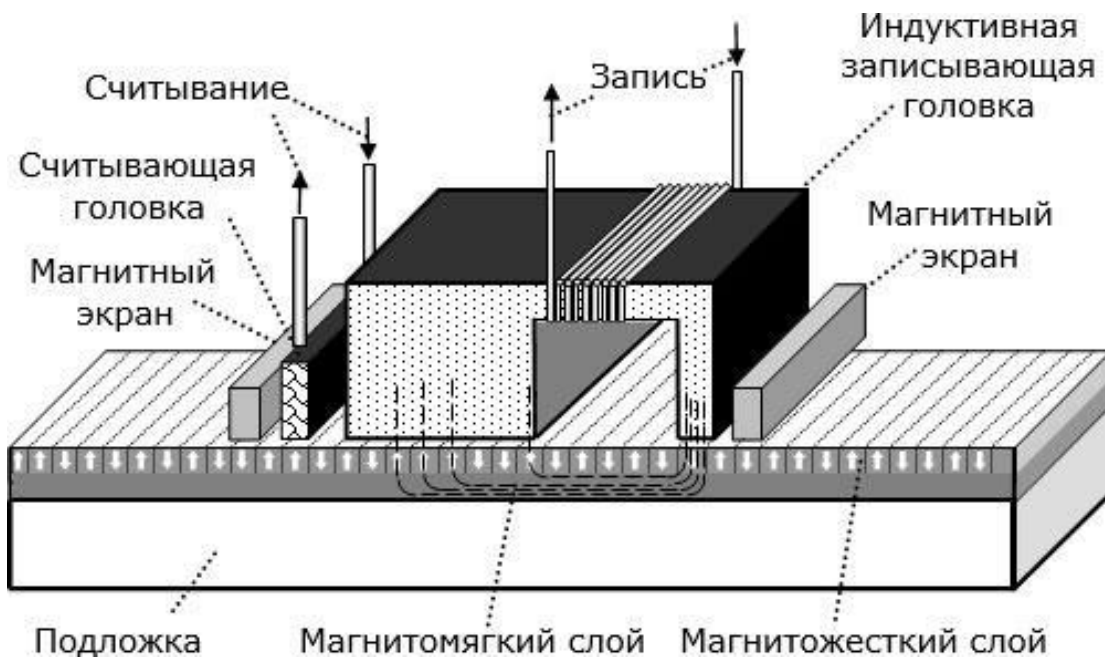 Индуктивная
записывающая
головка
Запись
Считывание
Считывающая
головка
Магнитный
экран
Магнитный
экран
Подложка
Магнитомягкий слой
Магнитожесткий слой